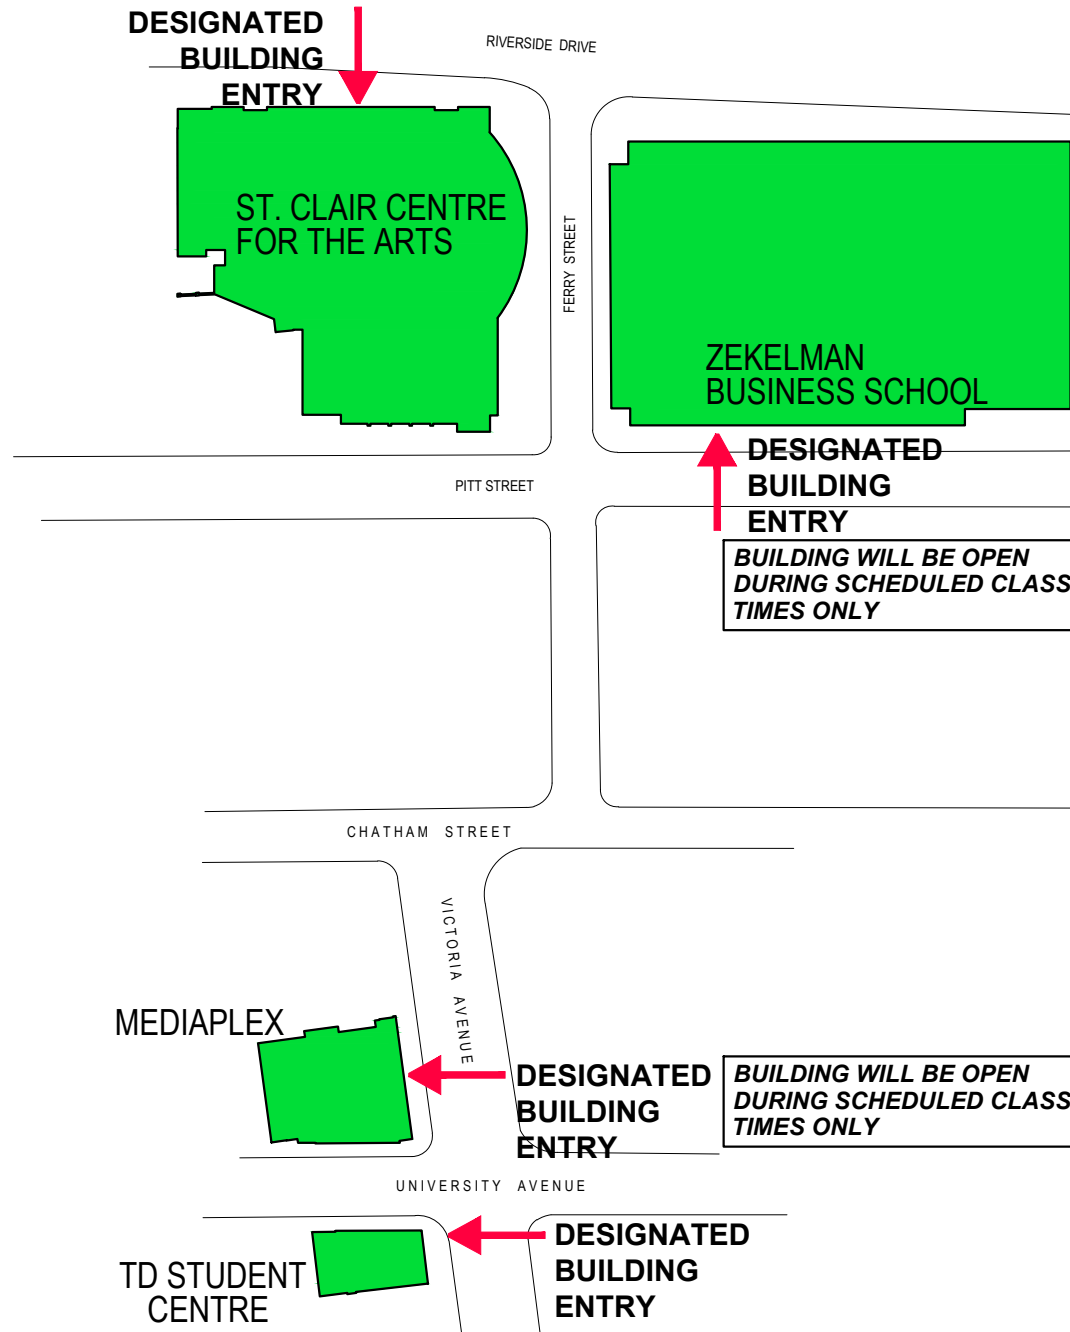 DESIGNATED
BUILDING
ENTRY
RIVERSIDE DRIVE
ST. CLAIR CENTRE
FOR THE ARTS
FERRY STREET
ZEKELMAN
BUSINESS SCHOOL
DESIGNATED
BUILDING
ENTRY
PITT STREET
BUILDING WILL BE OPEN
DURING SCHEDULED CLASS
TIMES ONLY
CHATHAM STREET
VICTORIA AVENUE
MEDIAPLEX
DESIGNATED
BUILDING
ENTRY
BUILDING WILL BE OPEN
DURING SCHEDULED CLASS
TIMES ONLY
UNIVERSITY AVENUE
DESIGNATED
BUILDING
ENTRY
TD STUDENT
CENTRE